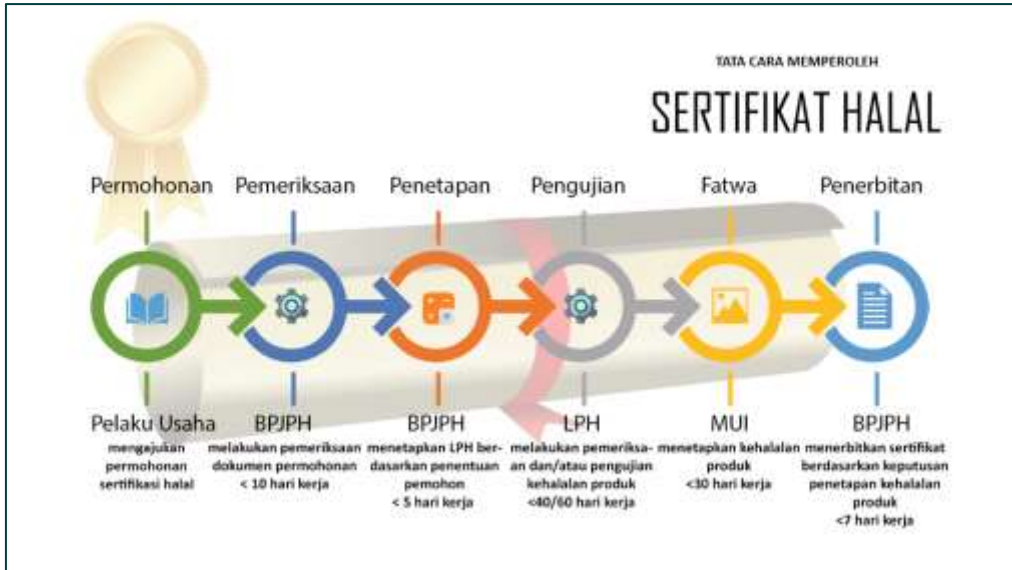 TATA CARA MEMPEROLEH
SERTIFIKAT HALAL
Permohonan
Pemeriksaan
Penetapan
Pengujian
Fatwa
Penerbitan
Pelaku Usaha
mengajukan
permohonan
sertifikasi halal
BPJPH
melakukan pemeriksaan
dokumen permohonan
< 10 hari kerja
BPJPH
menetapkan LPH ber-
dasarkan penentuan
pemohon
< 5 hari kerja
LPH
melakukan pemeriksa-
an dan/atau pengujian
kehalalan produk
<40/60 hari kerja
MUI
menetapkan kehalalan
produk
<30 hari kerja
BPJPH
menerbitkan sertifikat
berdasarkan keputusan
penetapan kehalalan
produk
<7 hari kerja